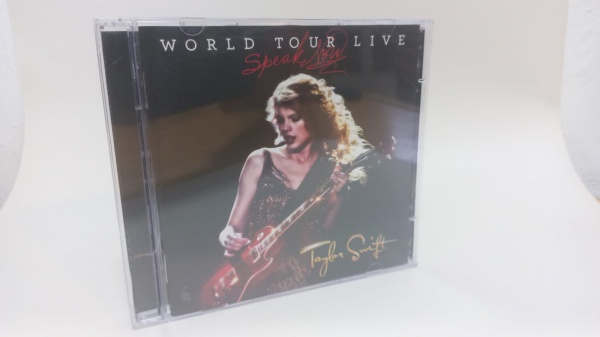 WORLD TOUR LIVE
Speak Now
Taylor Swift